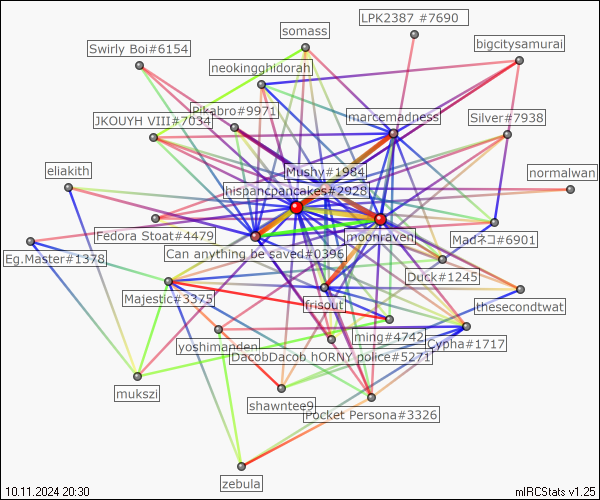 LPK2387 #7690
somass
Swirly Boi#6154
bigcitysamurai
neokingghidorah
Pikabro#9971
marcemadness
JKOUYH VIII#7034
Silver#7938
eliakith
Mushy#1984
normalwan
hispancpancakes#2928
Fedora Stoat#4479
moonraven
Madネコ#6901
Can anything be saved#0396
Eg.Master#1378
Duck#1245
Majestic#3375
frisout
thesecondtwat
yoshimarden
ming#4742
Cypha#1717
DacobDacob hORNY police#5271
mukszi
shawntee9
Pocket Persona#3326
zebula
10.11.2024 20:30
mIRCStats v1.25